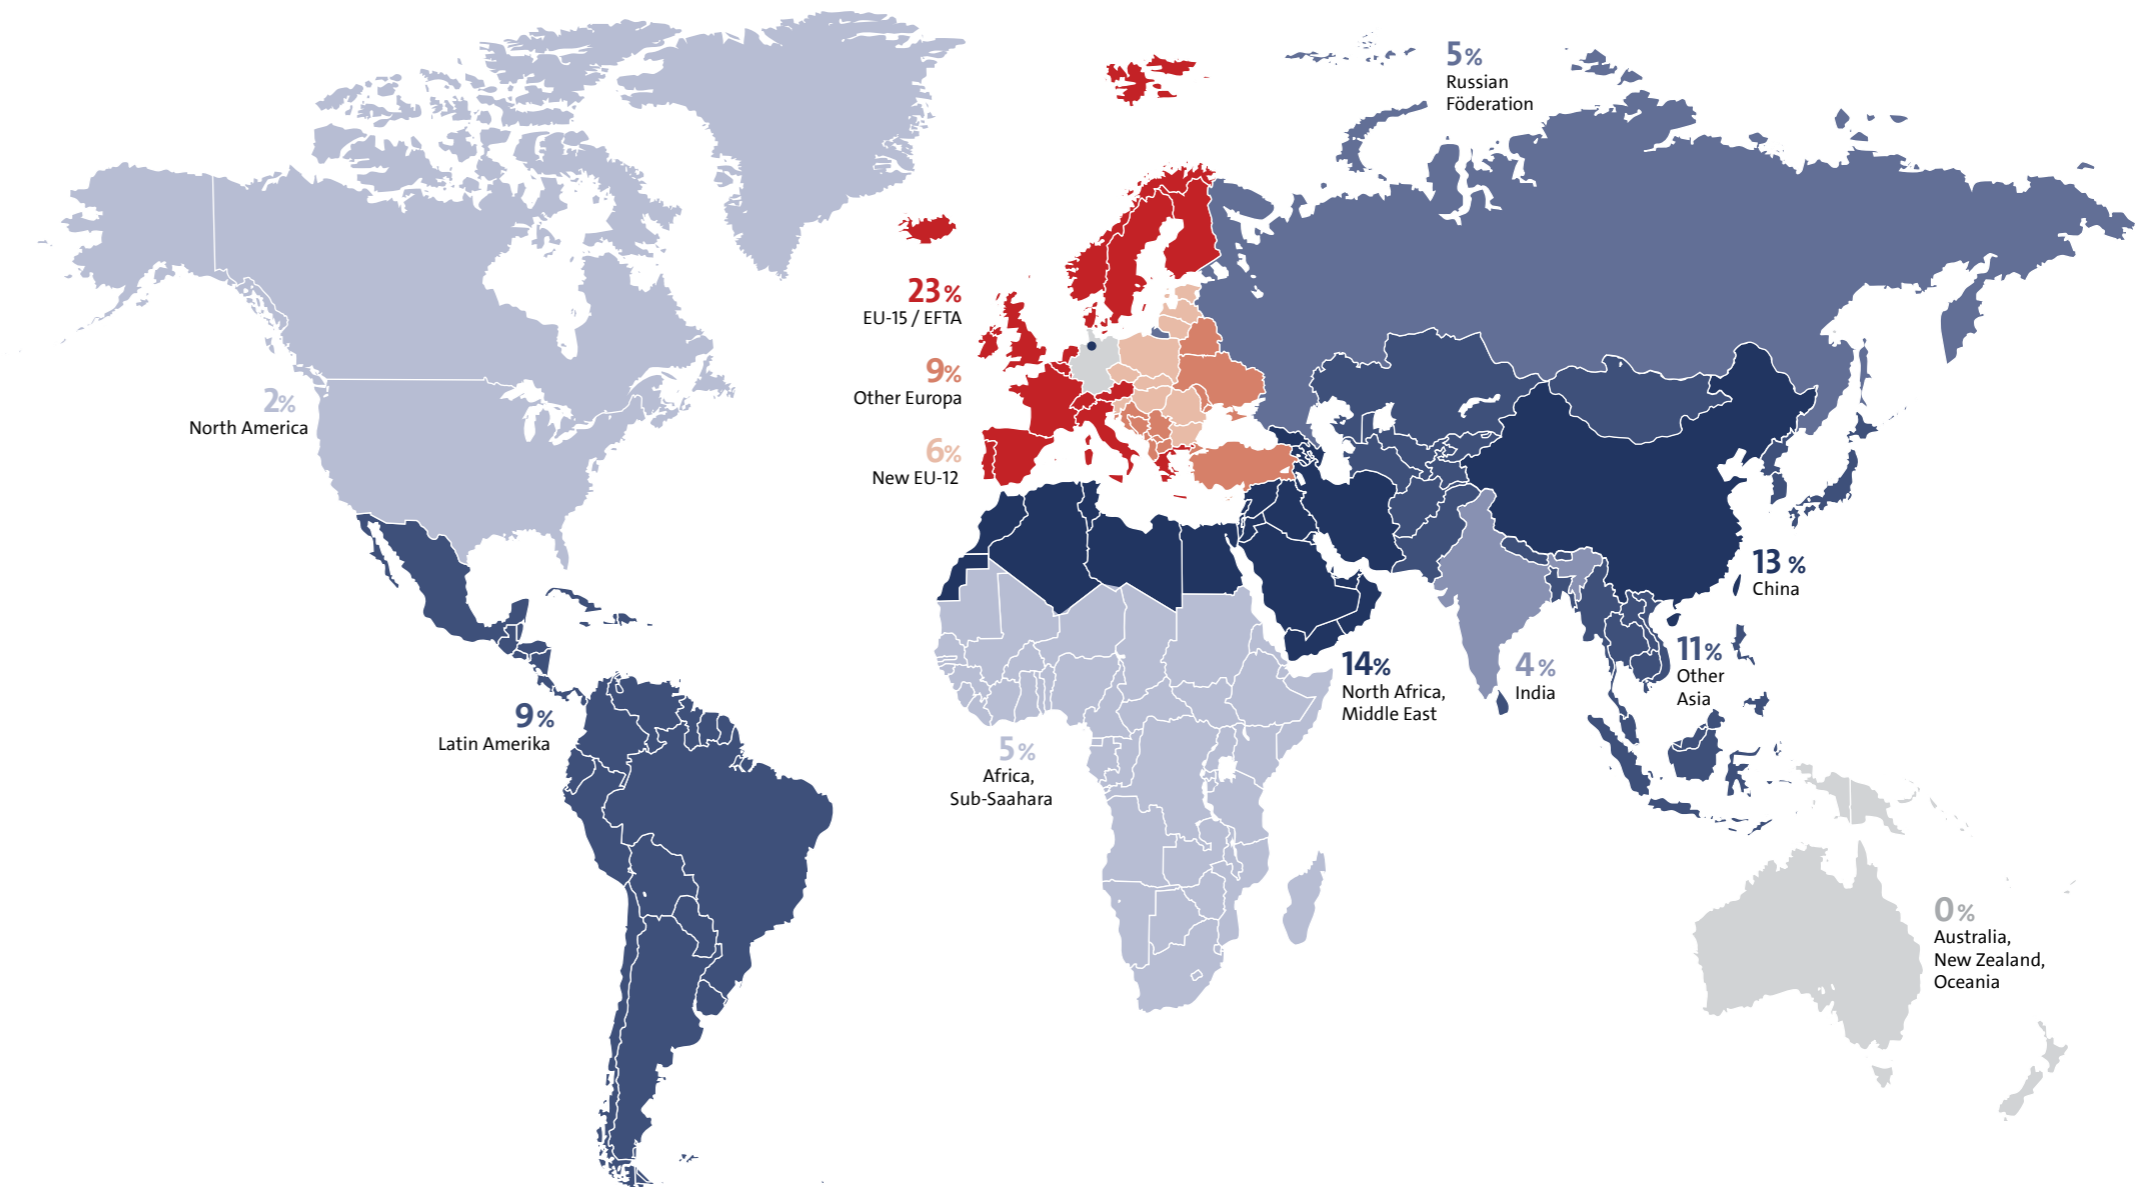 5%
Russian
Föderation
23%
EU-15 / EFTA
9%
Other Europa
6%
New EU-12
2%
North America
13 %
China
11%
Other
Asia
4%
India
14%
North Africa,
Middle East
9%
Latin Amerika
5%
Africa,
Sub-Saahara
0%
Australia,
New Zealand,
Oceania